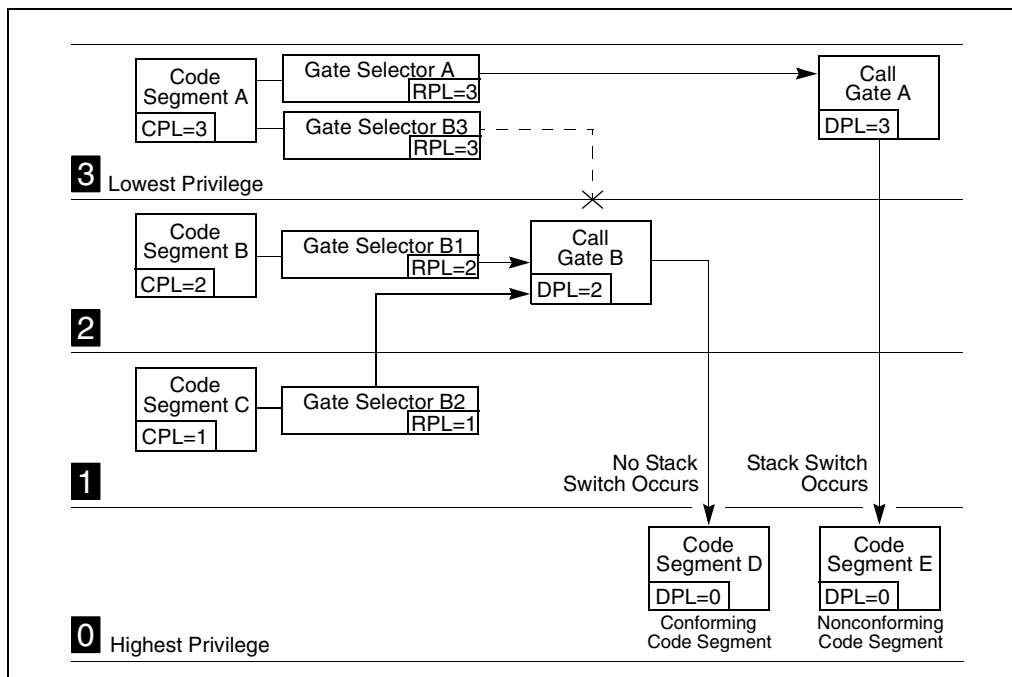 Code
Segment A
CPL=3
Gate Selector A
RPL=3
Gate Selector B3
RPL=3
Call
Gate A
DPL=3
3 Lowest Privilege
Code
Segment B
CPL=2
Gate Selector B1
RPL=2
Call
Gate B
DPL=2
2
Code
Segment C
CPL=1
Gate Selector B2
RPL=1
1
No Stack
Switch Occurs
Stack Switch
Occurs
Code
Segment D
DPL=0
Conforming
Code Segment
Code
Segment E
DPL=0
Nonconforming
Code Segment
0 Highest Privilege